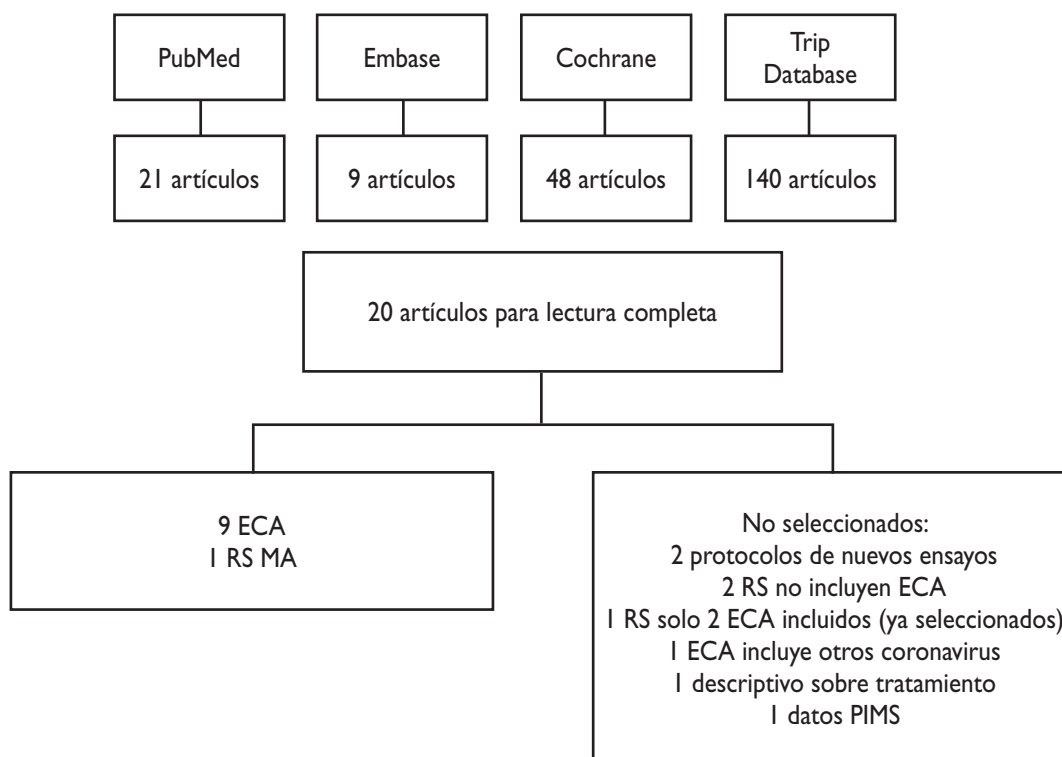 PubMed
Embase
Cochrane
Trip
Database
21 artículos
9 artículos
48 artículos
140 artículos
20 artículos para lectura completa
9 ECA
1 RS MA
No seleccionados:
2 protocolos de nuevos ensayos
2 RS no incluyen ECA
1 RS solo 2 ECA incluidos (ya seleccionados)
1 ECA incluye otros coronavirus
1 descriptivo sobre tratamiento
1 datos PIMS